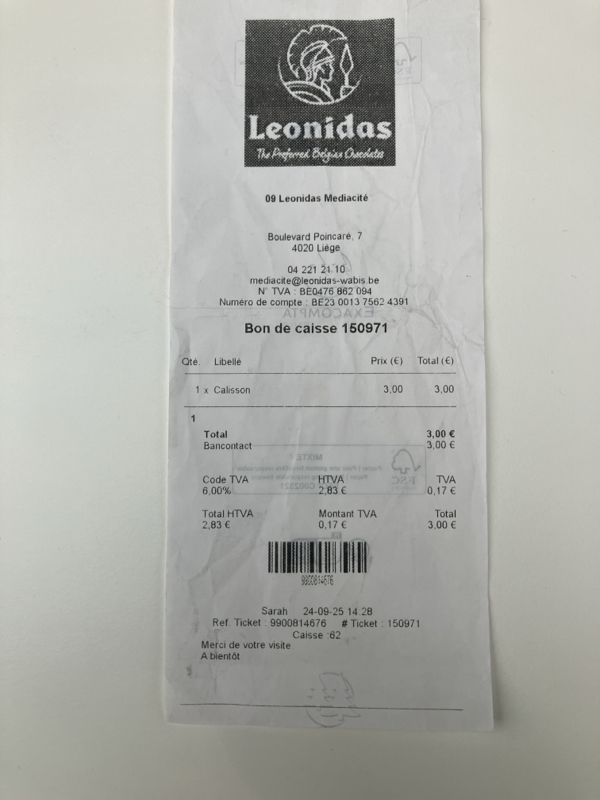 Leonidas
The Preferred Belgian Chocolates
09 Leonidas Mediacité
Boulevard Poincaré, 7
4020 Liège
04 221 21 10
mediacite@leonidas-wabis.be
N° TVA : BE0476 862 094
Numéro de compte : BE23 0013 7562 4391
EXACOMPTA
Bon de caisse 150971
Qté. Libellé Prix (€) Total (€)
1 x Calisson 3,00 3,00
1
Total 3,00 €
Bancontact 3,00 €
MIXTE
FSC
Code TVA HTVA TVA
6,00% 2,83 € 0,17 €
Total HTVA Montant TVA Total
2,83 € 0,17 € 3,00 €
9900814676
Sarah 24-09-25 14:28
Ref. Ticket : 9900814676 # Ticket : 150971
Caisse :62
Merci de votre visite
A bientôt